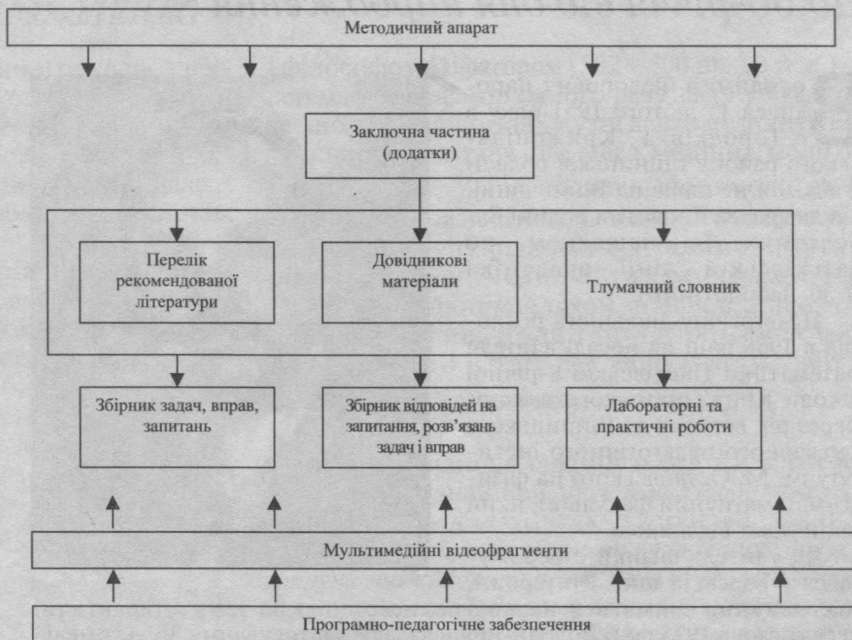 Методичний апарат
Заключна частина
(додатки)
Перелік
рекомендованої
літератури
Довідникові
матеріали
Тлумачний словник
Збірник задач, вправ,
запитань
Збірник відповідей на
запитання, розв’язань
задач і вправ
Лабораторні та
практичні роботи
Мультимедійні відеофрагменти
Програмно-педагогічне забезпечення